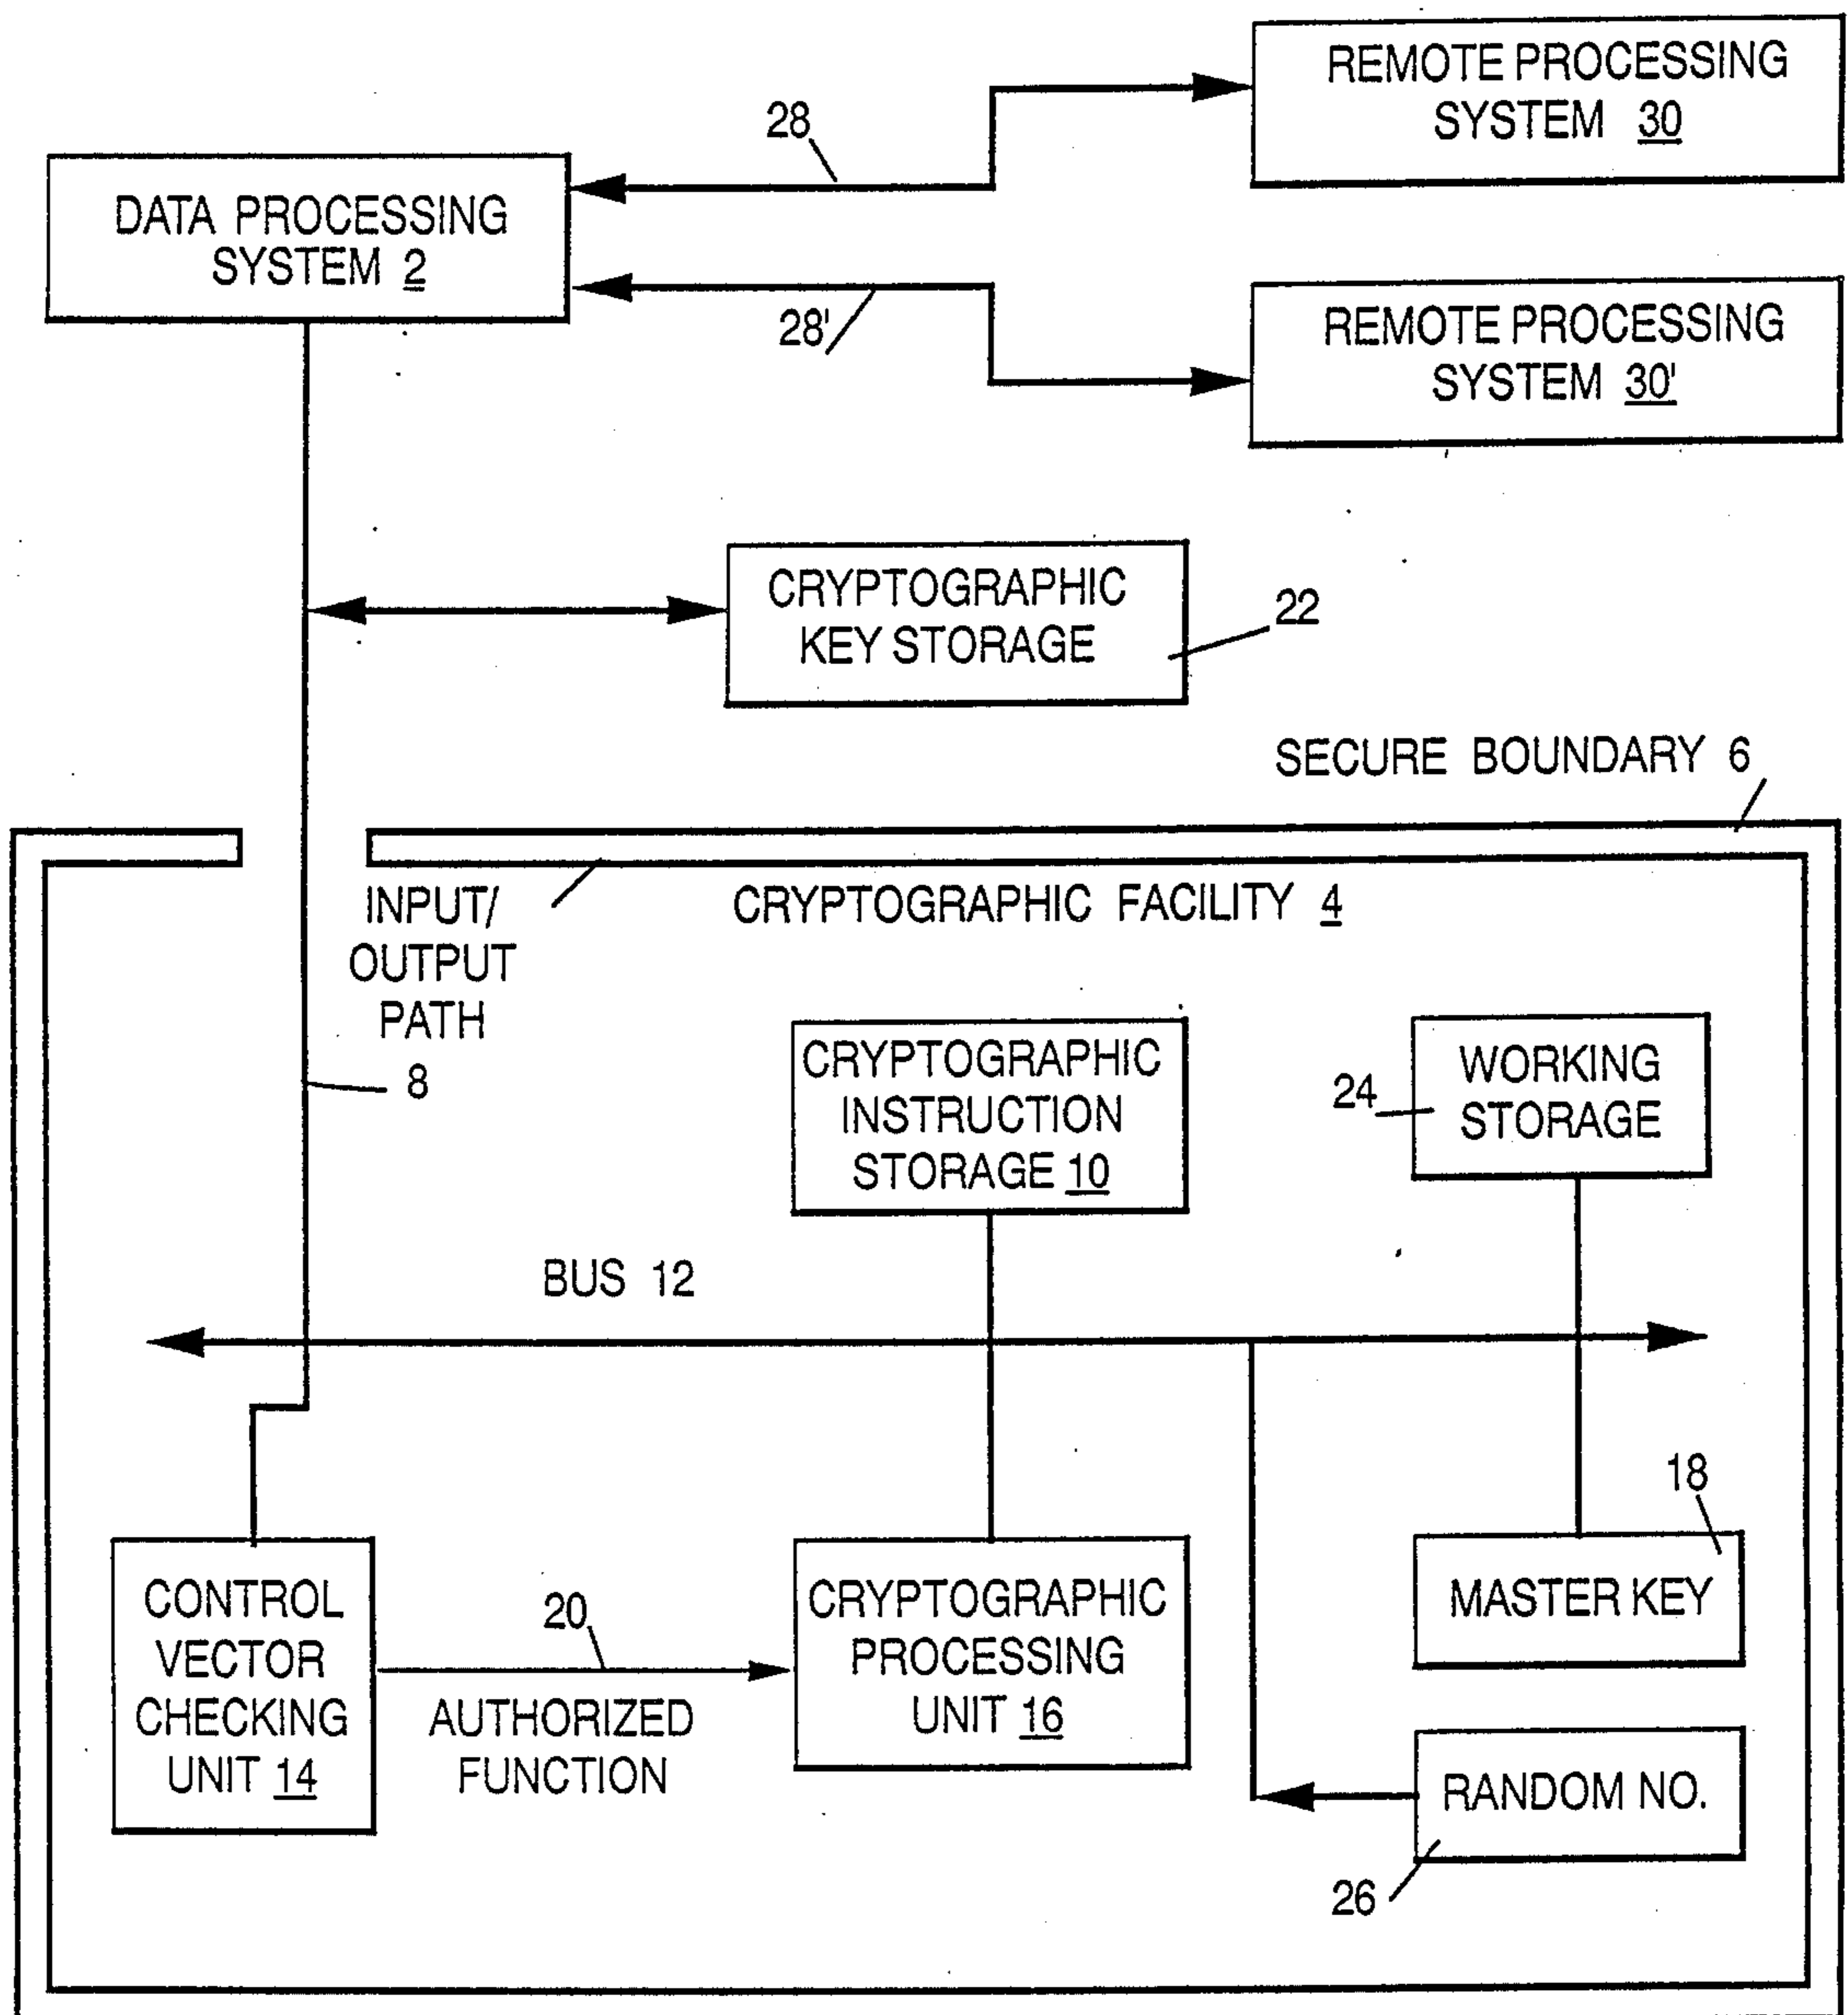 REMOTE PROCESSING
SYSTEM 30
28
DATA PROCESSING
SYSTEM 2
28'
REMOTE PROCESSING
SYSTEM 30'
CRYPTOGRAPHIC
KEY STORAGE
22
SECURE BOUNDARY 6
INPUT/
OUTPUT
PATH
8
CRYPTOGRAPHIC FACILITY 4
CRYPTOGRAPHIC
INSTRUCTION
STORAGE 10
24
WORKING
STORAGE
BUS 12
18
CONTROL
VECTOR
CHECKING
UNIT 14
20
AUTHORIZED
FUNCTION
CRYPTOGRAPHIC
PROCESSING
UNIT 16
MASTER KEY
RANDOM NO.
26